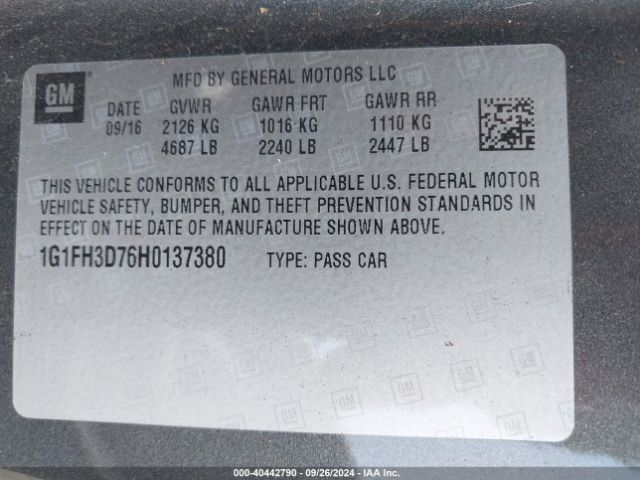 GM
MFD BY GENERAL MOTORS LLC
DATE GVWR GAWR FRT GAWR RR
09/16 2126 KG 1016 KG 1110 KG
4687 LB 2240 LB 2447 LB
THIS VEHICLE CONFORMS TO ALL APPLICABLE U.S. FEDERAL MOTOR
VEHICLE SAFETY, BUMPER, AND THEFT PREVENTION STANDARDS IN
EFFECT ON THE DATE OF MANUFACTURE SHOWN ABOVE.
1G1FH3D76H0137380 TYPE: PASS CAR
000-40442790 - 09/26/2024 - IAA Inc.